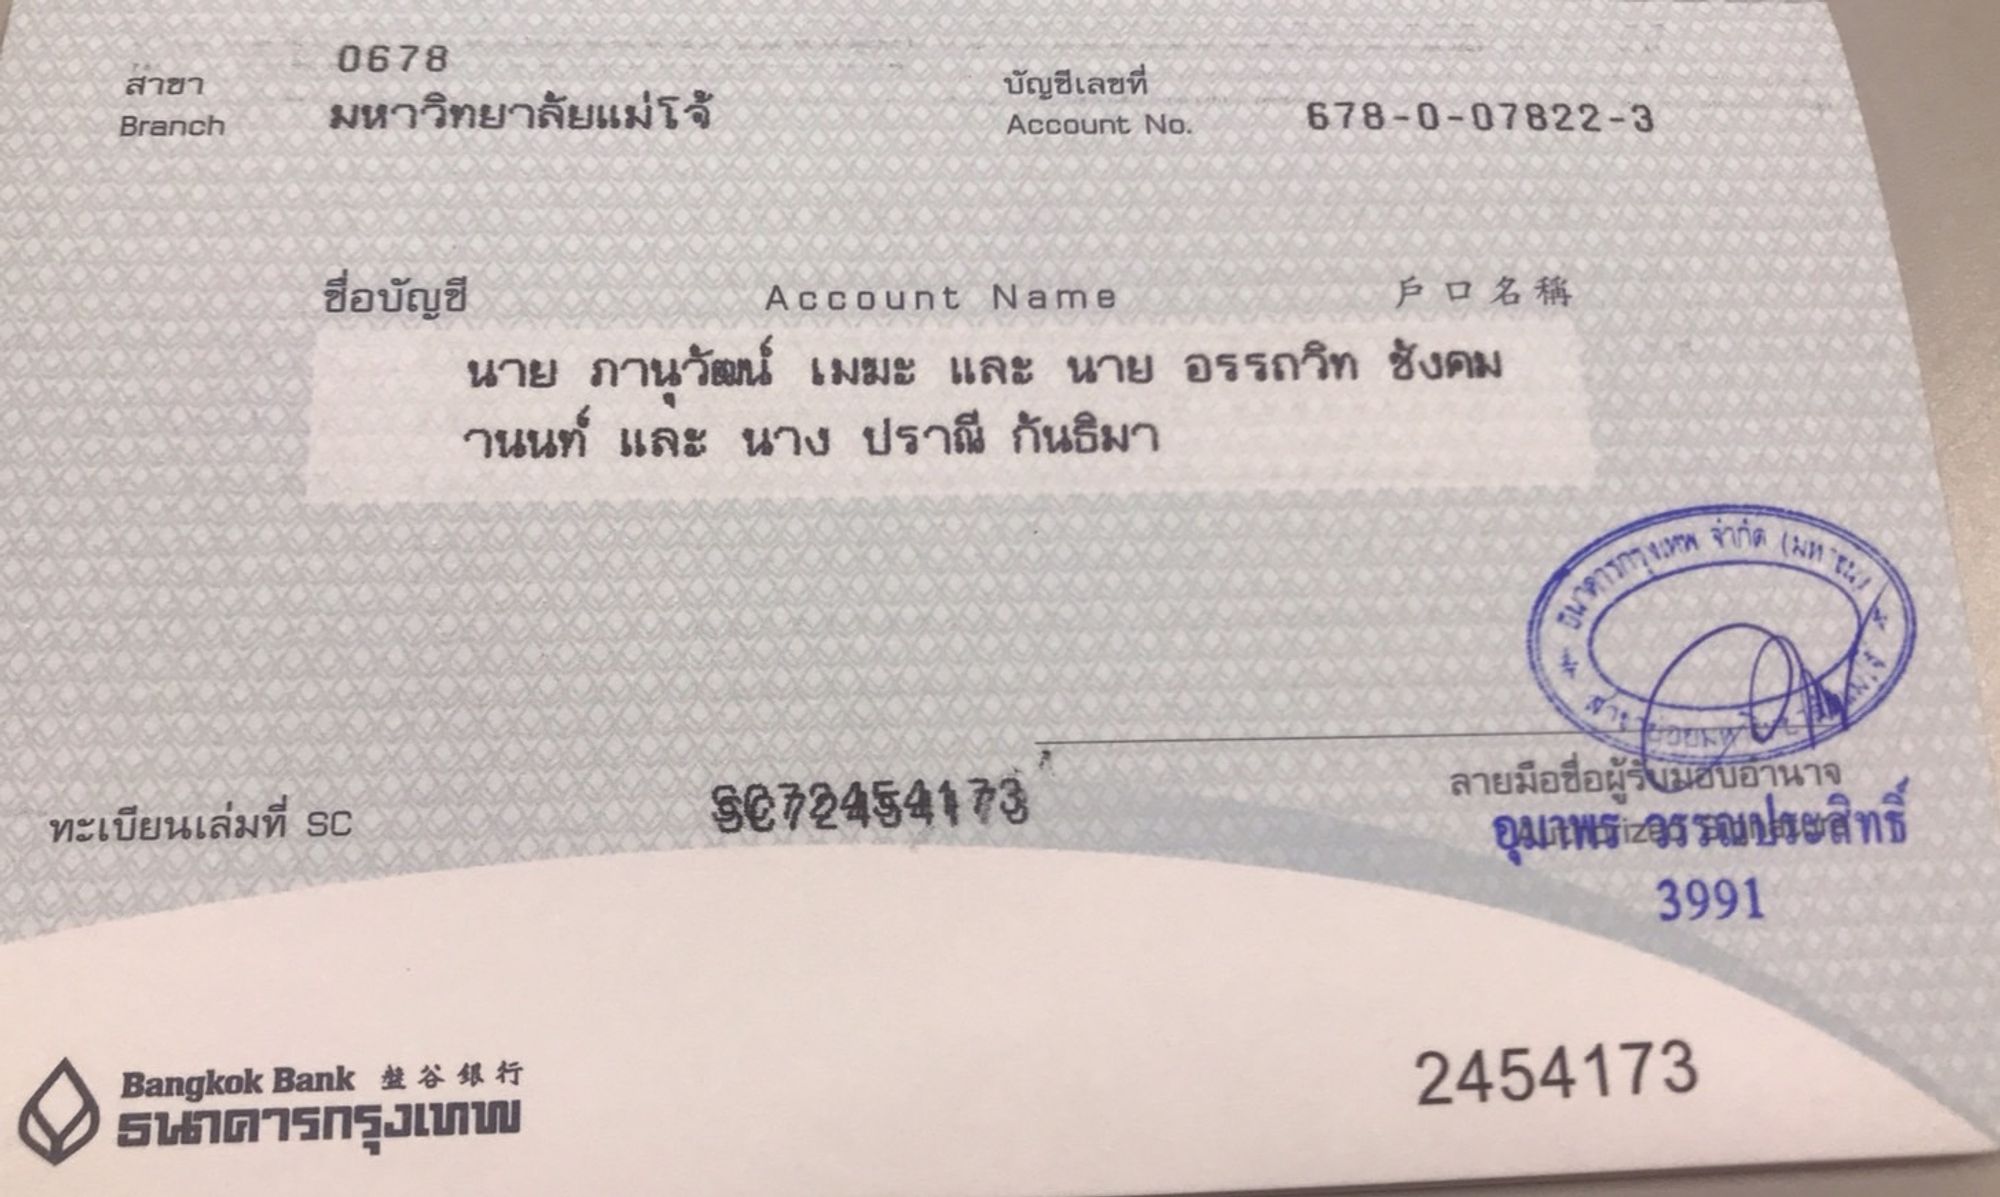 0678
สาขา
Branch
มหาวิทยาลัยแม่โจ้
บัญชีเลขที่
Account No.
678-0-07822-3
ชื่อบัญชี Account Name 戶口名稱
นาย ภานุวัฒน์ เมฆะ และ นาย อรรถวิท ชังคม
านนท์ และ นาง ปราณี กันธิมา
ธนาคารกรุงเทพ จำกัด (มหาชน)
ลายมือชื่อผู้รับมอบอำนาจ
ทะเบียนเล่มที่ SC SC72454173
อุมาพร วรรณประสิทธิ์
3991
Bangkok Bank 盤谷銀行
ธนาคารกรุงเทพ
2454173